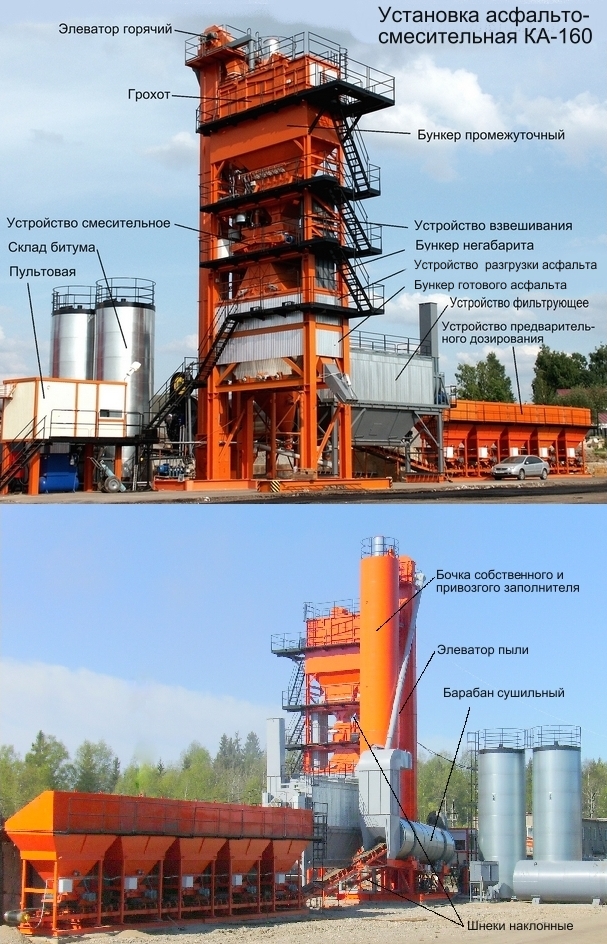 Установка асфальто-
смесительная КА-160
Элеватор горячий
Грохот
Бункер промежуточный
Устройство смесительное
Склад битума
Пультовая
Устройство взвешивания
Бункер негабарита
Устройство разгрузки асфальта
Бункер готового асфальта
Устройство фильтрующее
Устройство предваритель-
ного дозирования
Бочка собственного и
привозгого заполнителя
Элеватор пыли
Барабан сушильный
Шнеки наклонные